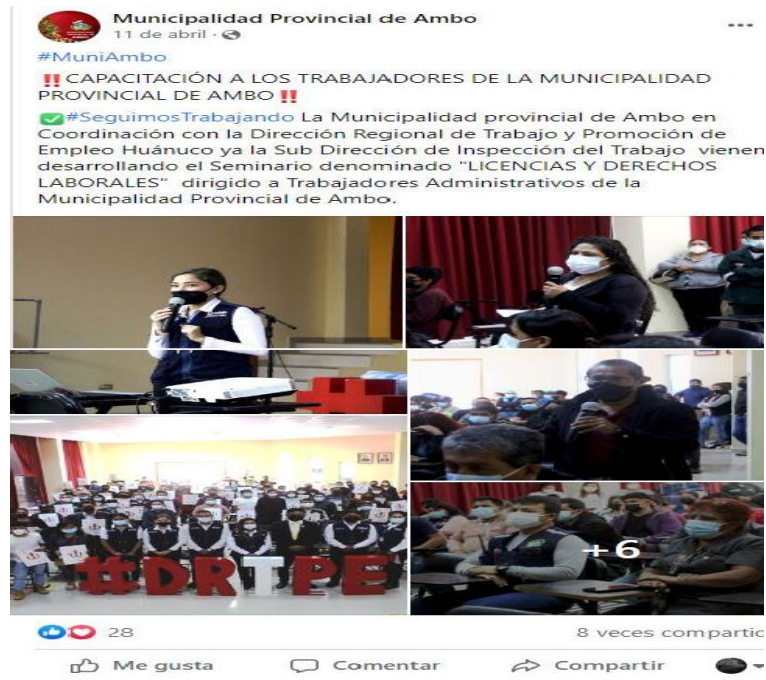 Municipalidad Provincial de Ambo
11 de abril ·
#MuniAmbo
‼️CAPACITACIÓN A LOS TRABAJADORES DE LA MUNICIPALIDAD
PROVINCIAL DE AMBO‼️
✅#SeguimosTrabajando La Municipalidad provincial de Ambo en
Coordinación con la Dirección Regional de Trabajo y Promoción de
Empleo Huánuco ya la Sub Dirección de Inspección del Trabajo vienen
desarrollando el Seminario denominado "LICENCIAS Y DERECHOS
LABORALES" dirigido a Trabajadores Administrativos de la
Municipalidad Provincial de Ambo.
#DRTPE
+6
28
8 veces compartic
Me gusta
Comentar
Compartir